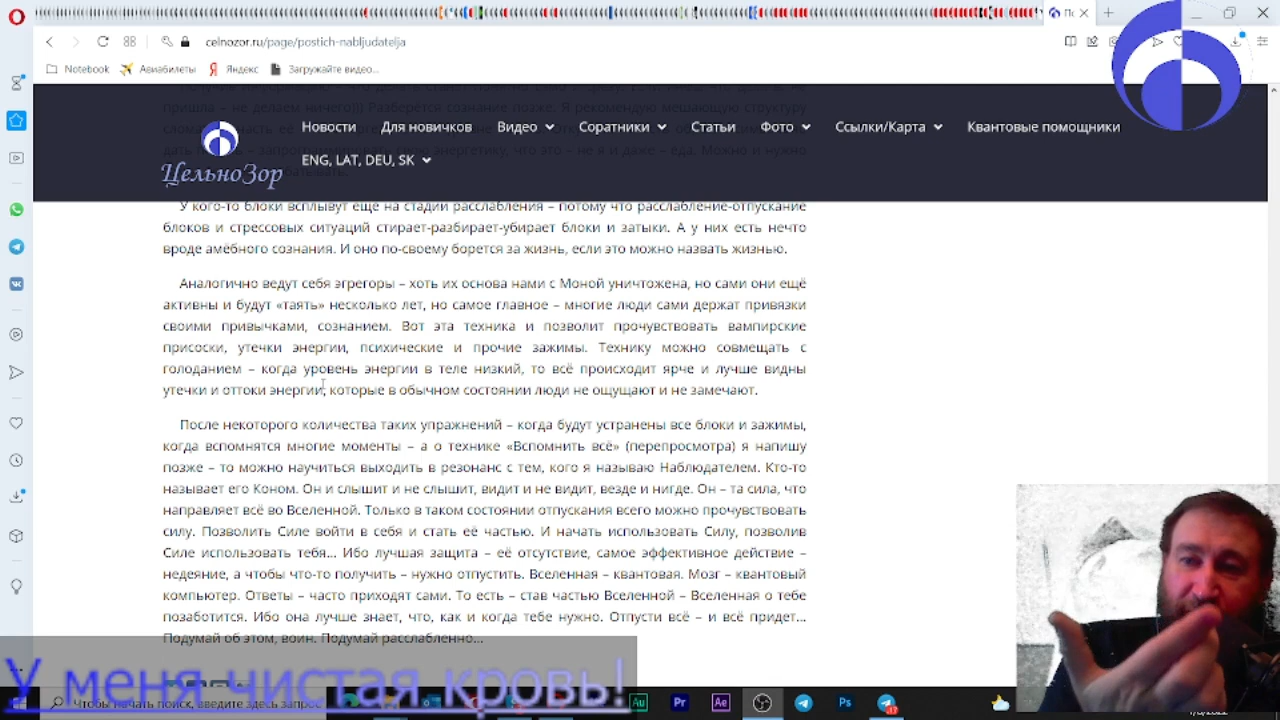 celnozor.ru/page/postich-nabljudatelja
Notebook Авиабилеты Яндекс Загружайте видео...
Новости Для новичков Видео Соратники Статьи Фото Ссылки/Карта Квантовые помощники
ENG, LAT, DEU, SK
ЦельноЗор
У кого-то блоки всплывут ещё на стадии расслабления – потому что расслабление-отпускание
блоков и стрессовых ситуаций стирает-разбирает-убирает блоки и затыки. А у них есть нечто
вроде амёбного сознания. И оно по-своему борется за жизнь, если это можно назвать жизнью.
Аналогично ведут себя эгрегоры – хоть их основа нами с Моной уничтожена, но сами они ещё
активны и будут «таять» несколько лет, но самое главное – многие люди сами держат привязки
своими привычками, сознанием. Вот эта техника и позволит прочувствовать вампирские
присоски, утечки энергии, психические и прочие зажимы. Технику можно совмещать с
голоданием – когда уровень энергии в теле низкий, то всё происходит ярче и лучше видны
утечки и оттоки энергии, которые в обычном состоянии люди не ощущают и не замечают.
После некоторого количества таких упражнений – когда будут устранены все блоки и зажимы,
когда вспомнятся многие моменты – а о технике «Вспомнить всё» (перепросмотра) я напишу
позже – то можно научиться выходить в резонанс с тем, кого я называю Наблюдателем. Кто-то
называет его Коном. Он и слышит и не слышит, видит и не видит, везде и нигде. Он – та сила, что
направляет всё во Вселенной. Только в таком состоянии отпускания всего можно прочувствовать
силу. Позволить Силе войти в себя и стать её частью. И начать использовать Силу, позволив
Силе использовать тебя... Ибо лучшая защита – её отсутствие, самое эффективное действие –
недеяние, а чтобы что-то получить – нужно отпустить. Вселенная – квантовая. Мозг – квантовый
компьютер. Ответы – часто приходят сами. То есть – став частью Вселенной – Вселенная о тебе
позаботится. Ибо она лучше знает, что, как и когда тебе нужно. Отпусти всё – и всё придет...
Подумай об этом, воин. Подумай расслабленно...
У меня чистая кровь!
Чтобы начать поиск, введите здесь запрос
Au Pr Ae Ps